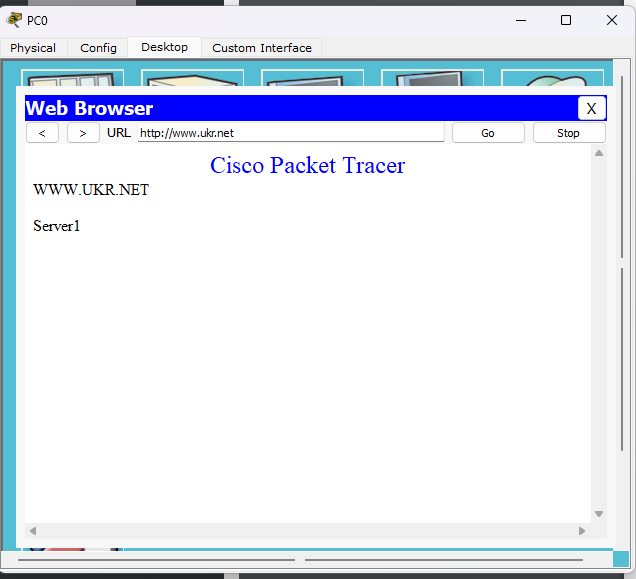 PC0
Physical Config Desktop Custom Interface
Web Browser X
< > URL http://www.ukr.net Go Stop
Cisco Packet Tracer
WWW.UKR.NET
Server1